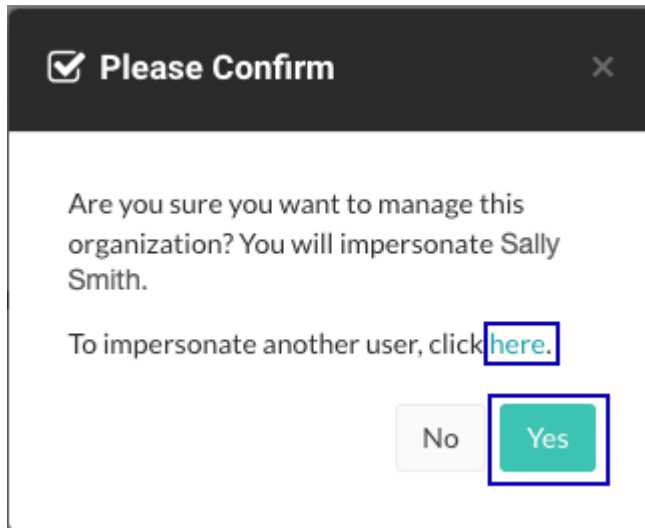 Please Confirm
Are you sure you want to manage this
organization? You will impersonate Sally
Smith.
To impersonate another user, click here.
No
Yes